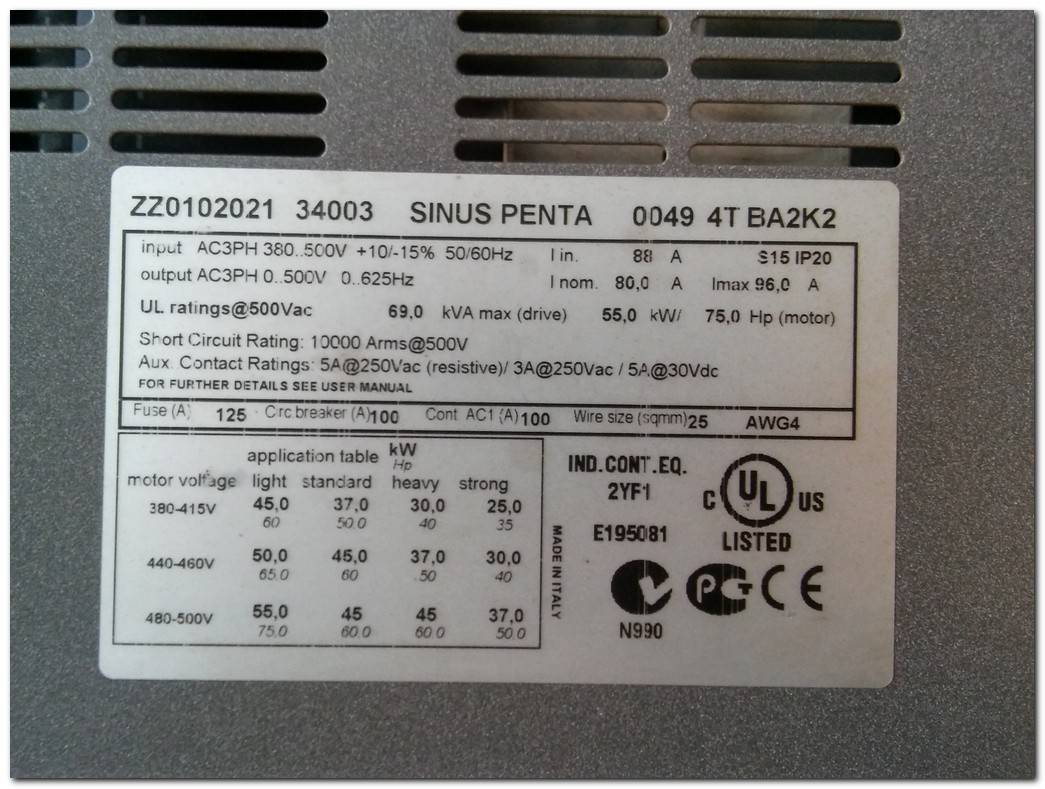 ZZ0102021 34003 SINUS PENTA 0049 4T BA2K2
input AC3PH 380..500V +10/-15% 50/60Hz I in. 88 A S15 IP20
output AC3PH 0..500V 0..625Hz I nom. 80,0 A Imax 96,0 A
UL ratings@500Vac 69,0 kVA max (drive) 55,0 kW/ 75,0 Hp (motor)
Short Circuit Rating: 10000 Arms@500V
Aux. Contact Ratings: 5A@250Vac (resistive)/ 3A@250Vac / 5A@30Vdc
FOR FURTHER DETAILS SEE USER MANUAL
Fuse (A) 125 Circ breaker (A)100 Cont AC1 (A)100 Wire size (sqmm)25 AWG4
application table kW
Hp
motor voltage light standard heavy strong
380-415V 45,0 37,0 30,0 25,0
60 50.0 40 35
440-460V 50,0 45,0 37,0 30,0
65.0 60 50 40
480-500V 55,0 45 45 37,0
75.0 60.0 60.0 50.0
MADE IN ITALY
IND.CONT.EQ.
2YF1
E195081
C UL US
LISTED
PCT CE
N990